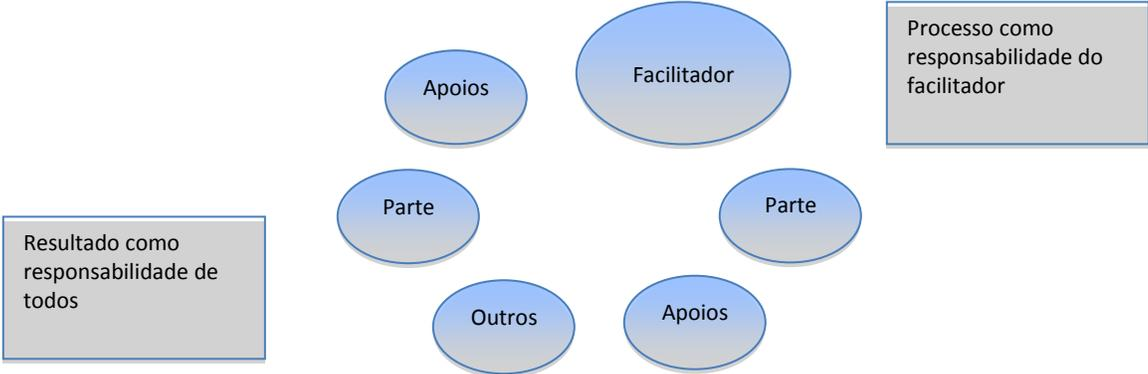 Facilitador
Processo como
responsabilidade do
facilitador
Apoios
Parte
Parte
Resultado como
responsabilidade de
todos
Outros
Apoios